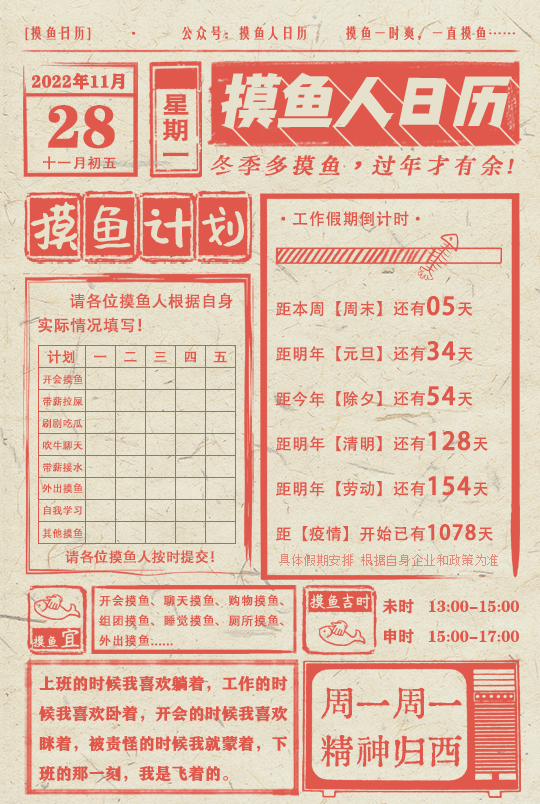 [摸鱼日历] · 公众号：摸鱼人日历 摸鱼一时爽，一直摸鱼……
2022年11月
28
十一月初五
星期一
摸鱼人日历
冬季多摸鱼，过年才有余！
摸鱼计划
请各位摸鱼人根据自身
实际情况填写！
计划 一 二 三 四 五
开会摸鱼
带薪拉屎
刷剧吃瓜
吹牛聊天
带薪接水
外出摸鱼
自我学习
其他摸鱼
请各位摸鱼人按时提交！
·工作假期倒计时·
距本周【周末】还有05天
距明年【元旦】还有34天
距今年【除夕】还有54天
距明年【清明】还有128天
距明年【劳动】还有154天
距【疫情】开始已有1078天
具体假期安排 根据自身企业和政策为准
摸鱼宜
开会摸鱼、聊天摸鱼、购物摸鱼、
组团摸鱼、睡觉摸鱼、厕所摸鱼、
外出摸鱼……
摸鱼吉时
未时 13:00-15:00
申时 15:00-17:00
上班的时候我喜欢躺着，工作的时
候我喜欢卧着，开会的时候我喜欢
眯着，被责怪的时候我就蒙着，下
班的那一刻，我是飞着的。
周一周一
精神归西